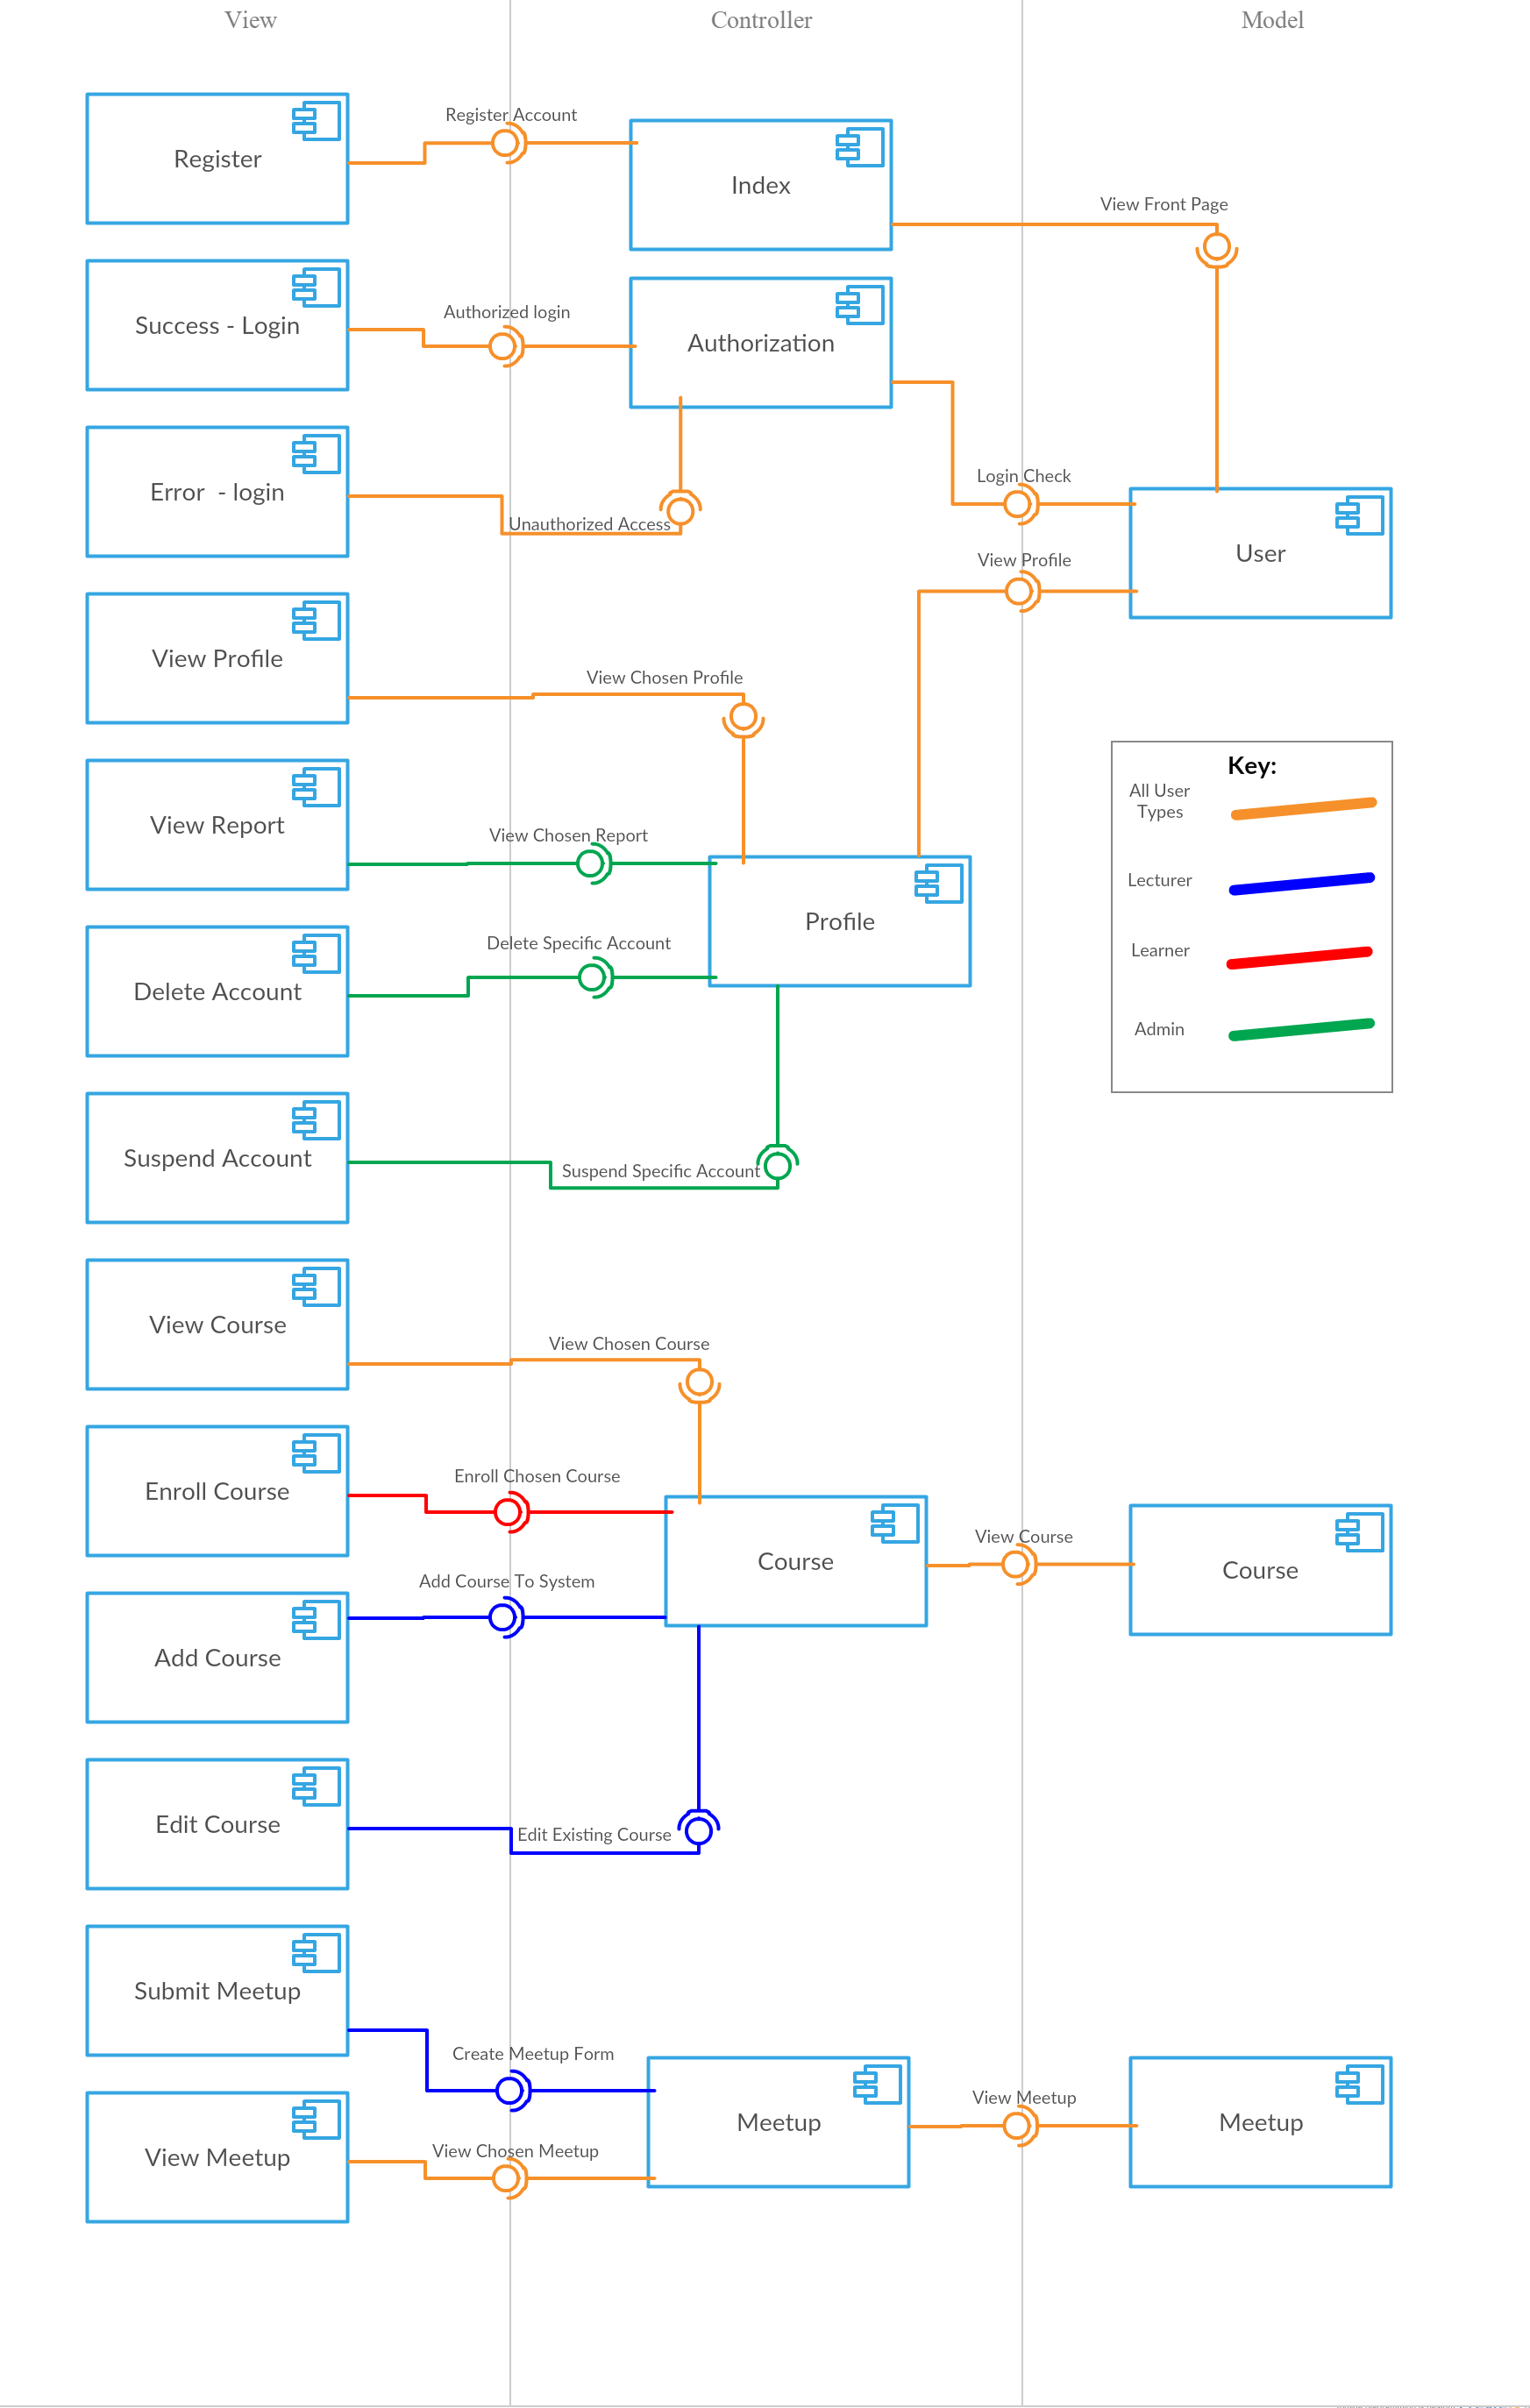 View
Controller
Model
Register
Register Account
Index
View Front Page
Success - Login
Authorized login
Authorization
Error  - login
Unauthorized Access
Login Check
View Profile
User
View Profile
View Chosen Profile
View Report
View Chosen Report
Profile
Delete Account
Delete Specific Account
Suspend Account
Suspend Specific Account
Key:
All User
Types
Lecturer
Learner
Admin
View Course
View Chosen Course
Enroll Course
Enroll Chosen Course
Course
View Course
Course
Add Course
Add Course To System
Edit Course
Edit Existing Course
Submit Meetup
Create Meetup Form
Meetup
View Meetup
Meetup
View Meetup
View Chosen Meetup